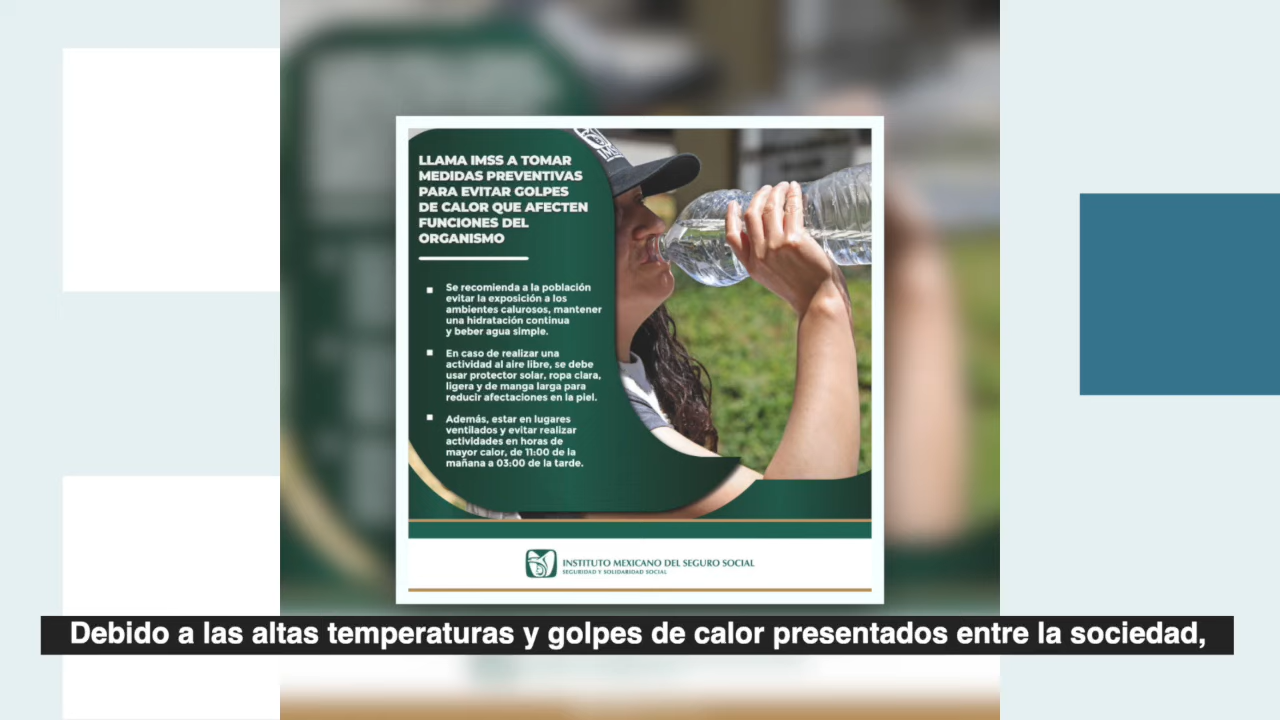 LLAMA IMSS A TOMAR
MEDIDAS PREVENTIVAS
PARA EVITAR GOLPES
DE CALOR QUE AFECTEN
FUNCIONES DEL
ORGANISMO
Se recomienda a la población
evitar la exposición a los
ambientes calurosos, mantener
una hidratación continua
y beber agua simple.
En caso de realizar una
actividad al aire libre, se debe
usar protector solar, ropa clara,
ligera y de manga larga para
reducir afectaciones en la piel.
Además, estar en lugares
ventilados y evitar realizar
actividades en horas de
mayor calor, de 11:00 de la
mañana a 03:00 de la tarde.
INSTITUTO MEXICANO DEL SEGURO SOCIAL
SEGURIDAD Y SOLIDARIDAD SOCIAL
Debido a las altas temperaturas y golpes de calor presentados entre la sociedad,